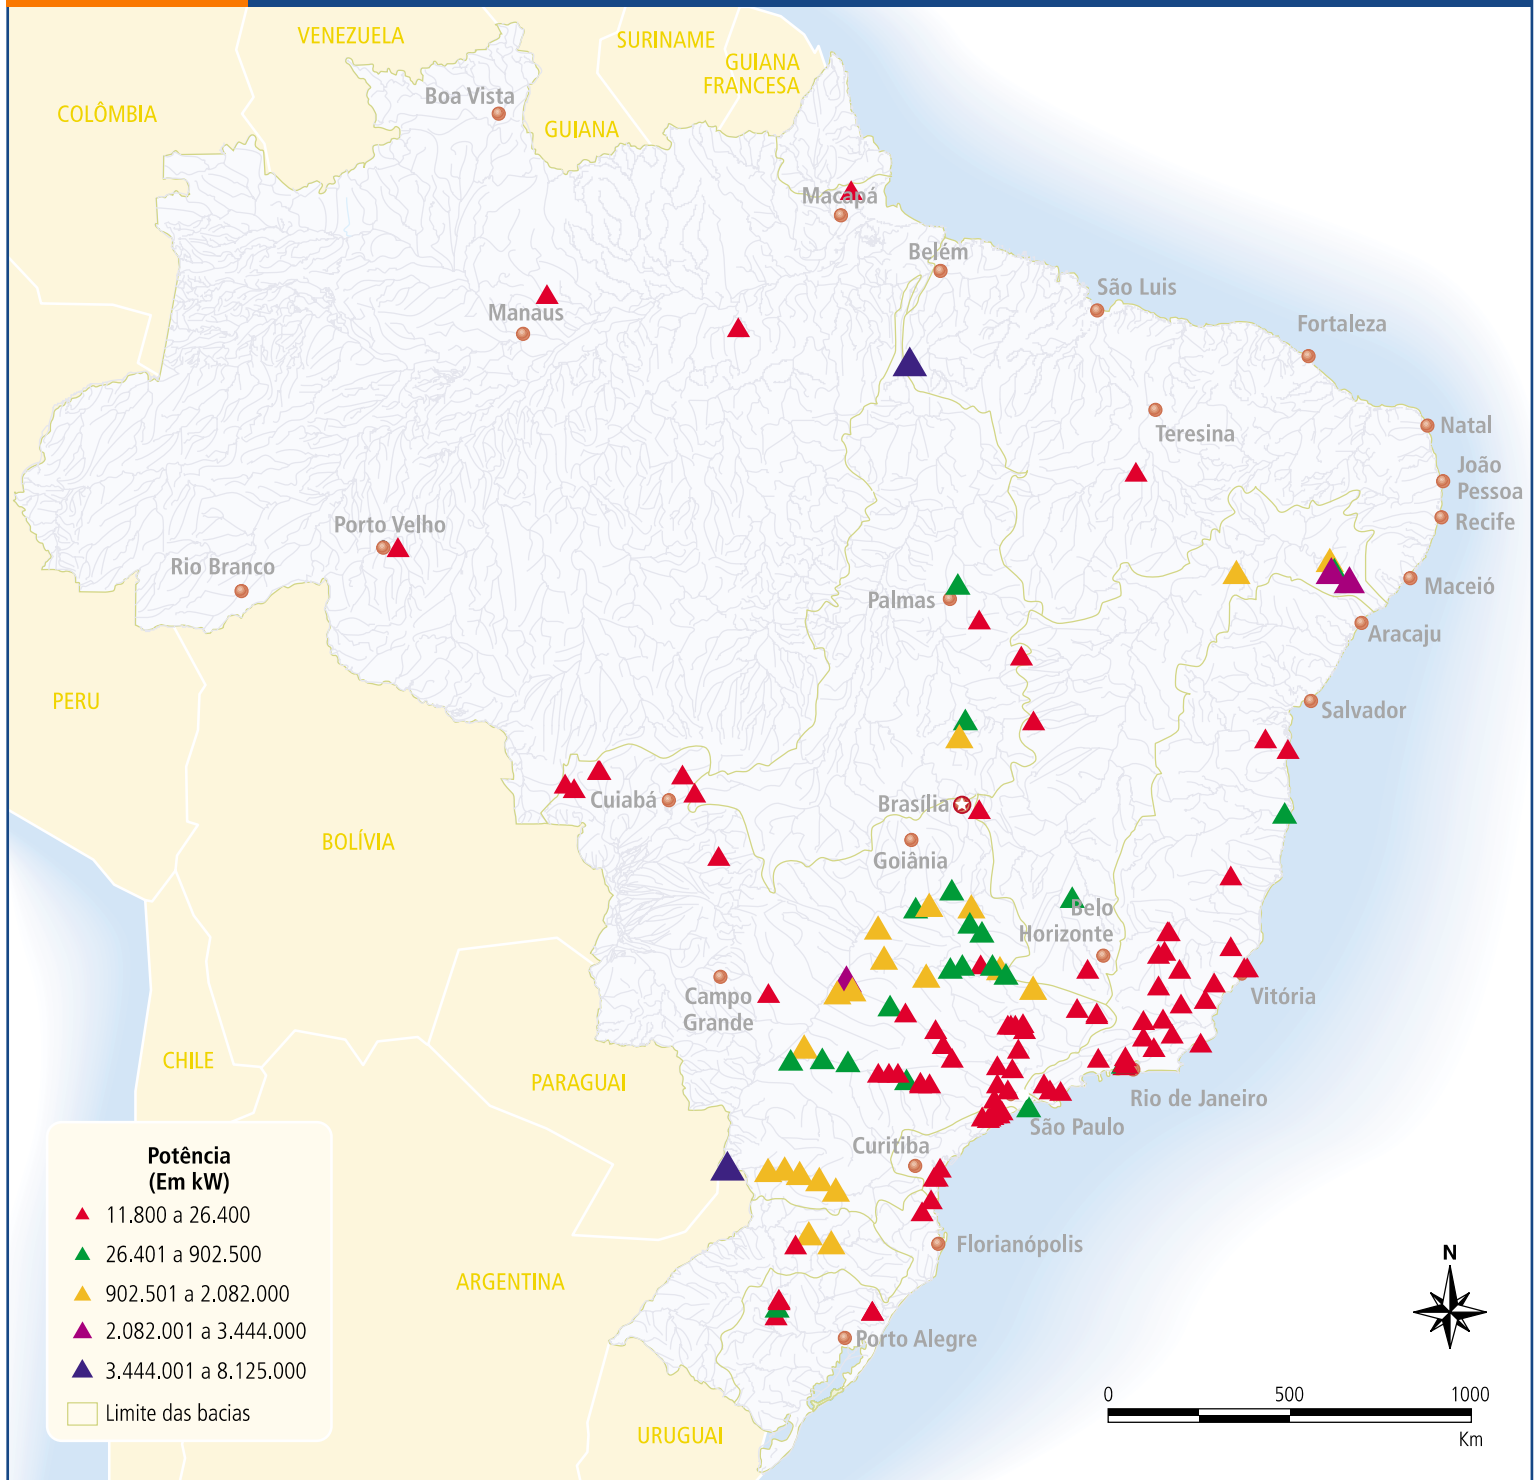 VENEZUELA
SURINAME
GUIANA
FRANCESA
COLÔMBIA
Boa Vista
GUIANA
Macapá
Belém
São Luis
Manaus
Fortaleza
Teresina
Natal
João
Pessoa
Recife
Porto Velho
Rio Branco
Palmas
Maceió
Aracaju
PERU
Salvador
Cuiabá
Brasília
BOLÍVIA
Goiânia
Belo
Horizonte
Campo
Grande
Vitória
CHILE
PARAGUAI
Rio de Janeiro
São Paulo
Curitiba
Potência
(Em kW)
11.800 a 26.400
26.401 a 902.500
902.501 a 2.082.000
2.082.001 a 3.444.000
3.444.001 a 8.125.000
Limite das bacias
Florianópolis
N
ARGENTINA
Porto Alegre
0 500 1000
Km
URUGUAI